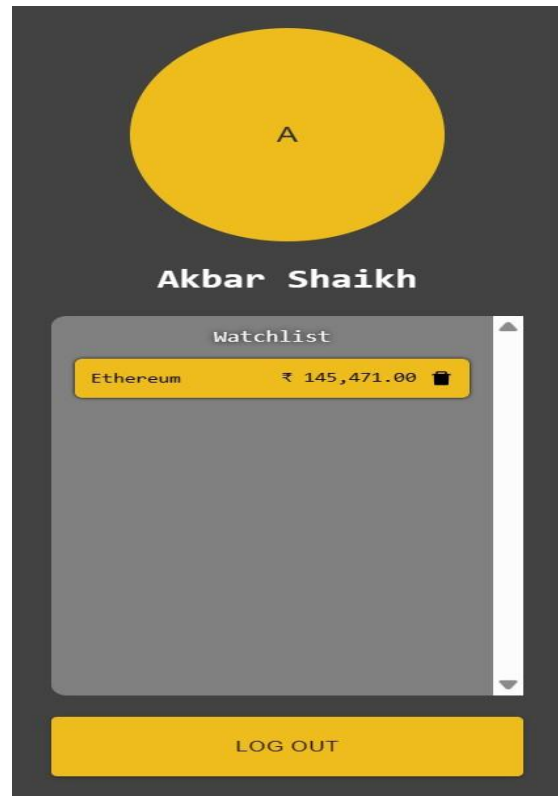 A
Akbar Shaikh
Watchlist
Ethereum ₹ 145,471.00
LOG OUT